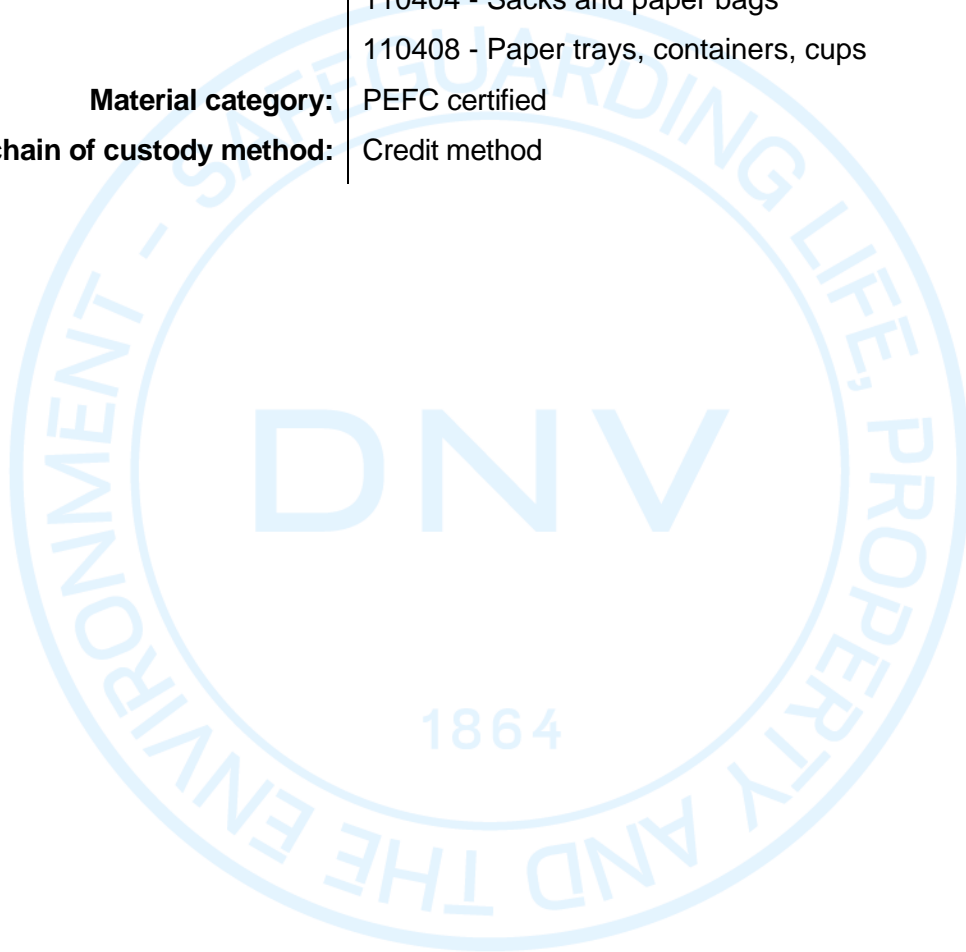 110404 - Sacks and paper bags
110408 - Paper trays, containers, cups
Material category: PEFC certified
chain of custody method: Credit method
SAFEGUARDING LIFE, PROPERTY AND THE ENVIRONMENT -
DNV
1864